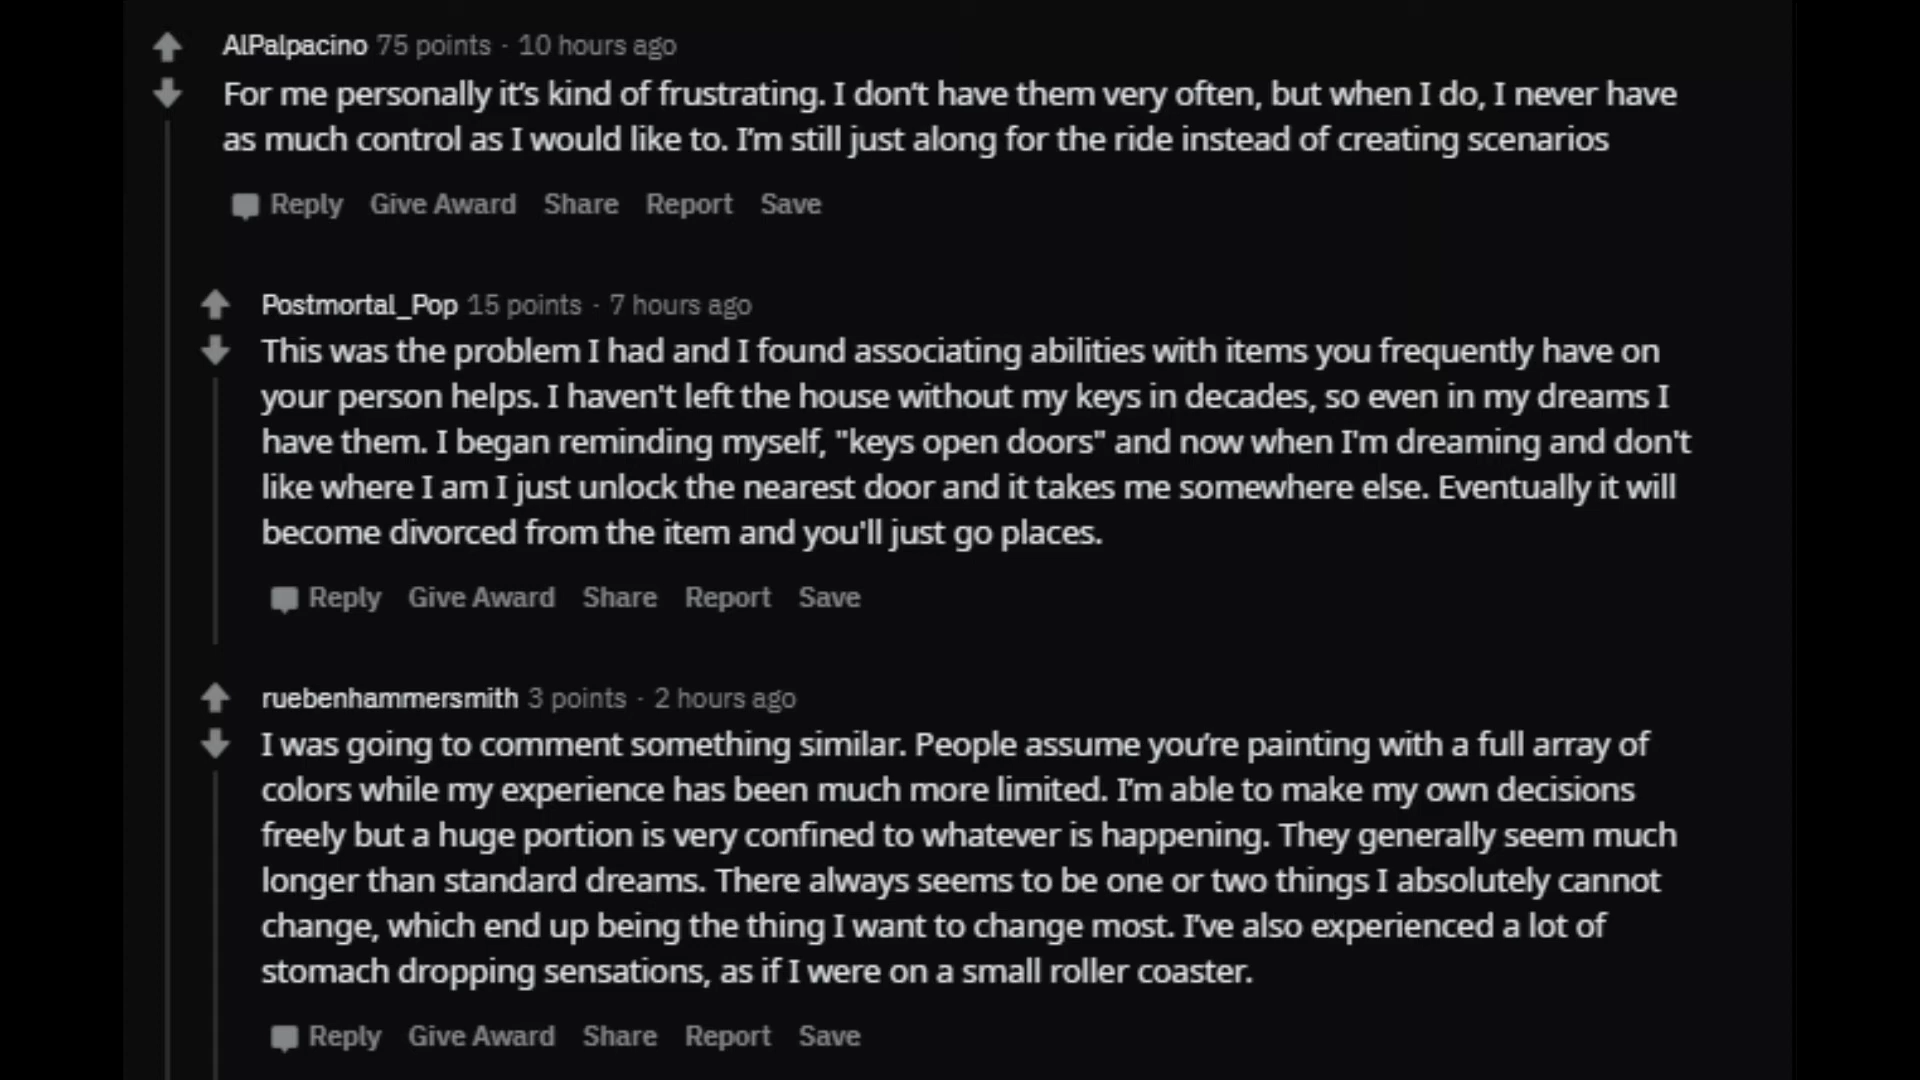 AlPalpacino 75 points · 10 hours ago
For me personally it’s kind of frustrating. I don’t have them very often, but when I do, I never have
as much control as I would like to. I’m still just along for the ride instead of creating scenarios
Reply Give Award Share Report Save
Postmortal_Pop 15 points · 7 hours ago
This was the problem I had and I found associating abilities with items you frequently have on
your person helps. I haven't left the house without my keys in decades, so even in my dreams I
have them. I began reminding myself, "keys open doors" and now when I'm dreaming and don't
like where I am I just unlock the nearest door and it takes me somewhere else. Eventually it will
become divorced from the item and you'll just go places.
Reply Give Award Share Report Save
ruebenhammersmith 3 points · 2 hours ago
I was going to comment something similar. People assume you’re painting with a full array of
colors while my experience has been much more limited. I’m able to make my own decisions
freely but a huge portion is very confined to whatever is happening. They generally seem much
longer than standard dreams. There always seems to be one or two things I absolutely cannot
change, which end up being the thing I want to change most. I’ve also experienced a lot of
stomach dropping sensations, as if I were on a small roller coaster.
Reply Give Award Share Report Save